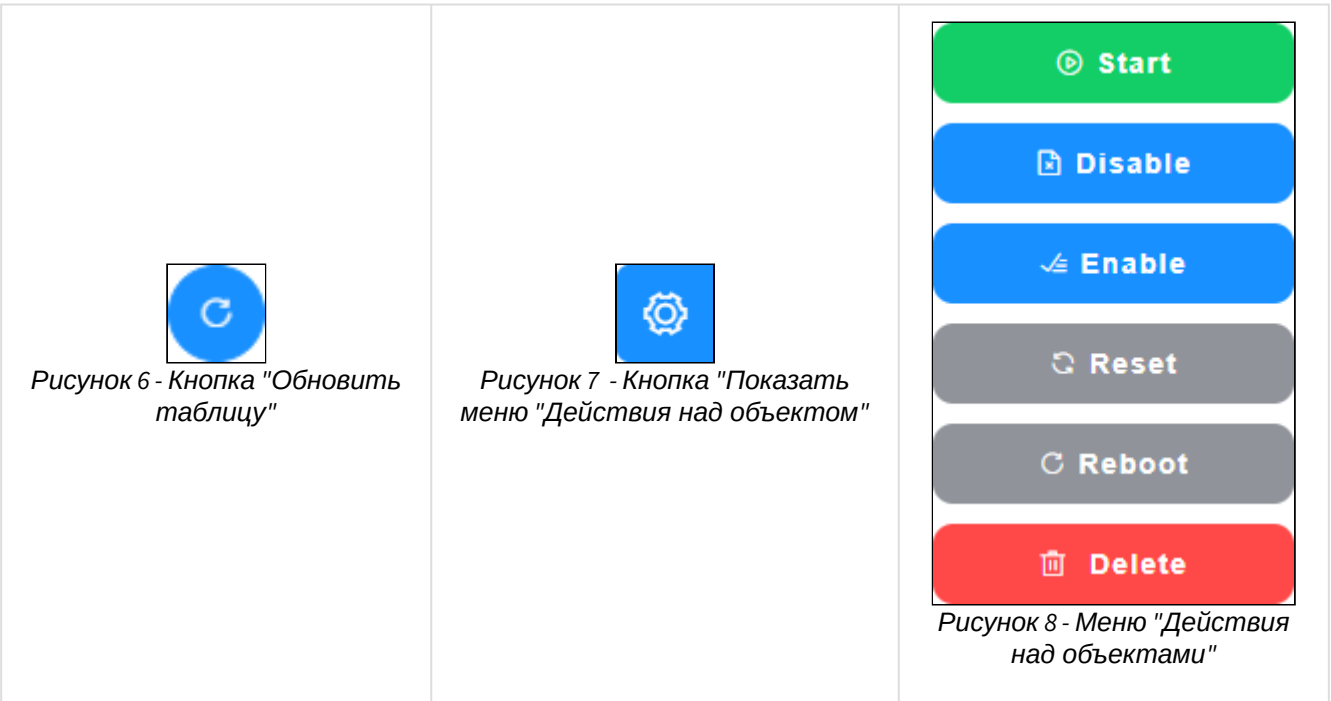 Рисунок 6 - Кнопка "Обновить
таблицу"
Рисунок 7 - Кнопка "Показать
меню "Действия над объектом"
Start
Disable
Enable
Reset
Reboot
Delete
Рисунок 8 - Меню "Действия
над объектами"